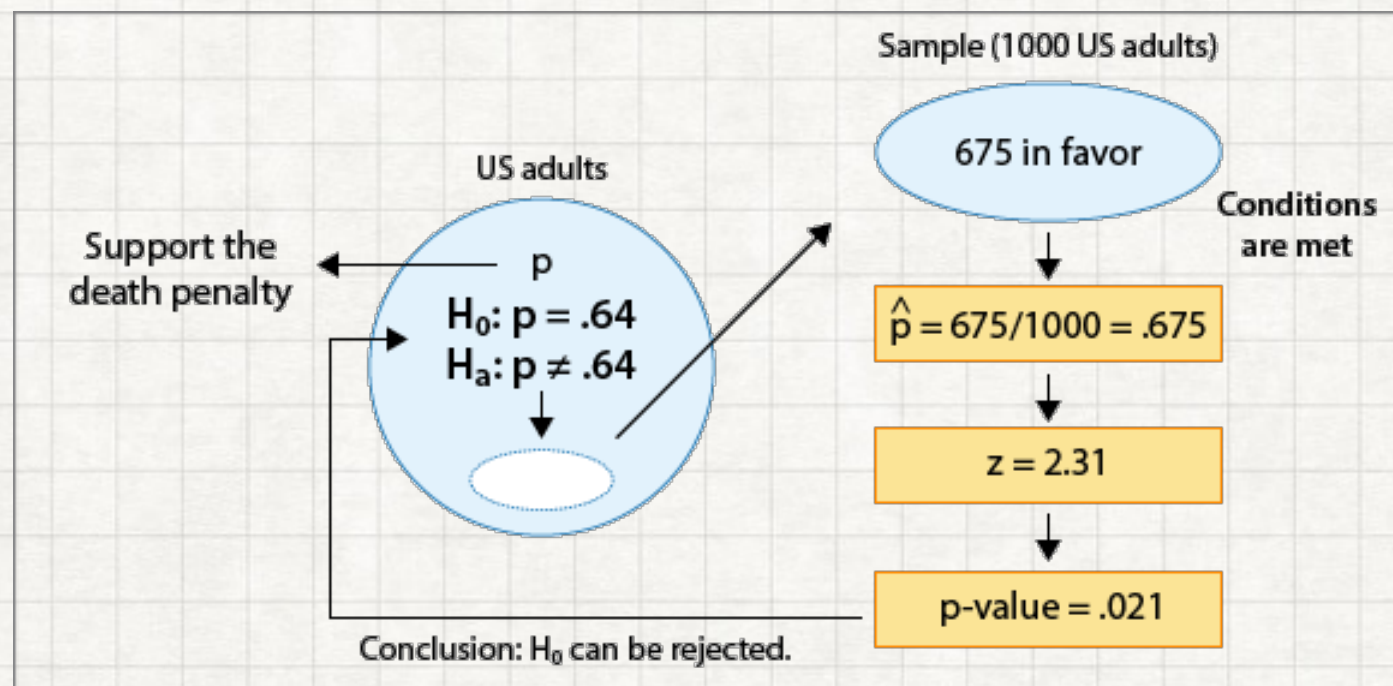 US adults
Support the
death penalty
p
H₀: p = .64
Hₐ: p ≠ .64
Sample (1000 US adults)
675 in favor
Conditions
are met
p̂ = 675/1000 = .675
z = 2.31
p-value = .021
Conclusion: H₀ can be rejected.